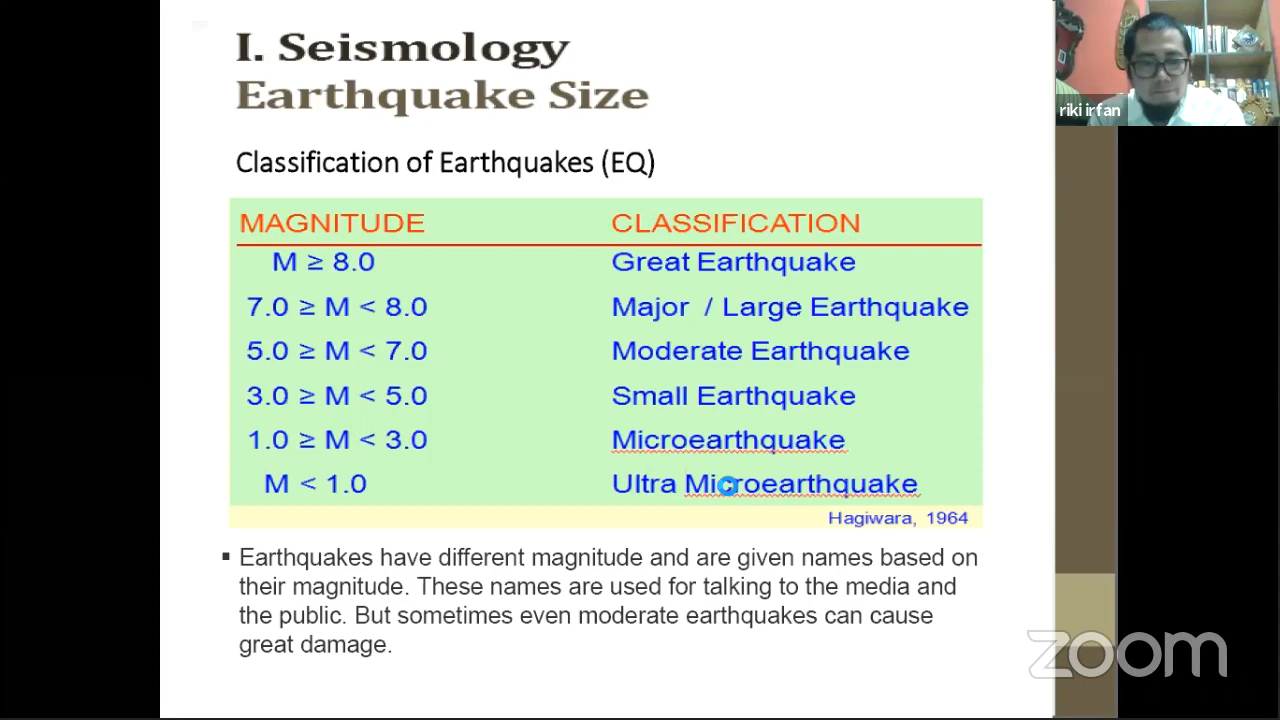 I. Seismology
Earthquake Size
riki irfan
Classification of Earthquakes (EQ)
MAGNITUDE CLASSIFICATION
M ≥ 8.0 Great Earthquake
7.0 ≥ M < 8.0 Major / Large Earthquake
5.0 ≥ M < 7.0 Moderate Earthquake
3.0 ≥ M < 5.0 Small Earthquake
1.0 ≥ M < 3.0 Microearthquake
M < 1.0 Ultra Microearthquake
Hagiwara, 1964
▪ Earthquakes have different magnitude and are given names based on
their magnitude. These names are used for talking to the media and
the public. But sometimes even moderate earthquakes can cause
great damage.
zoom